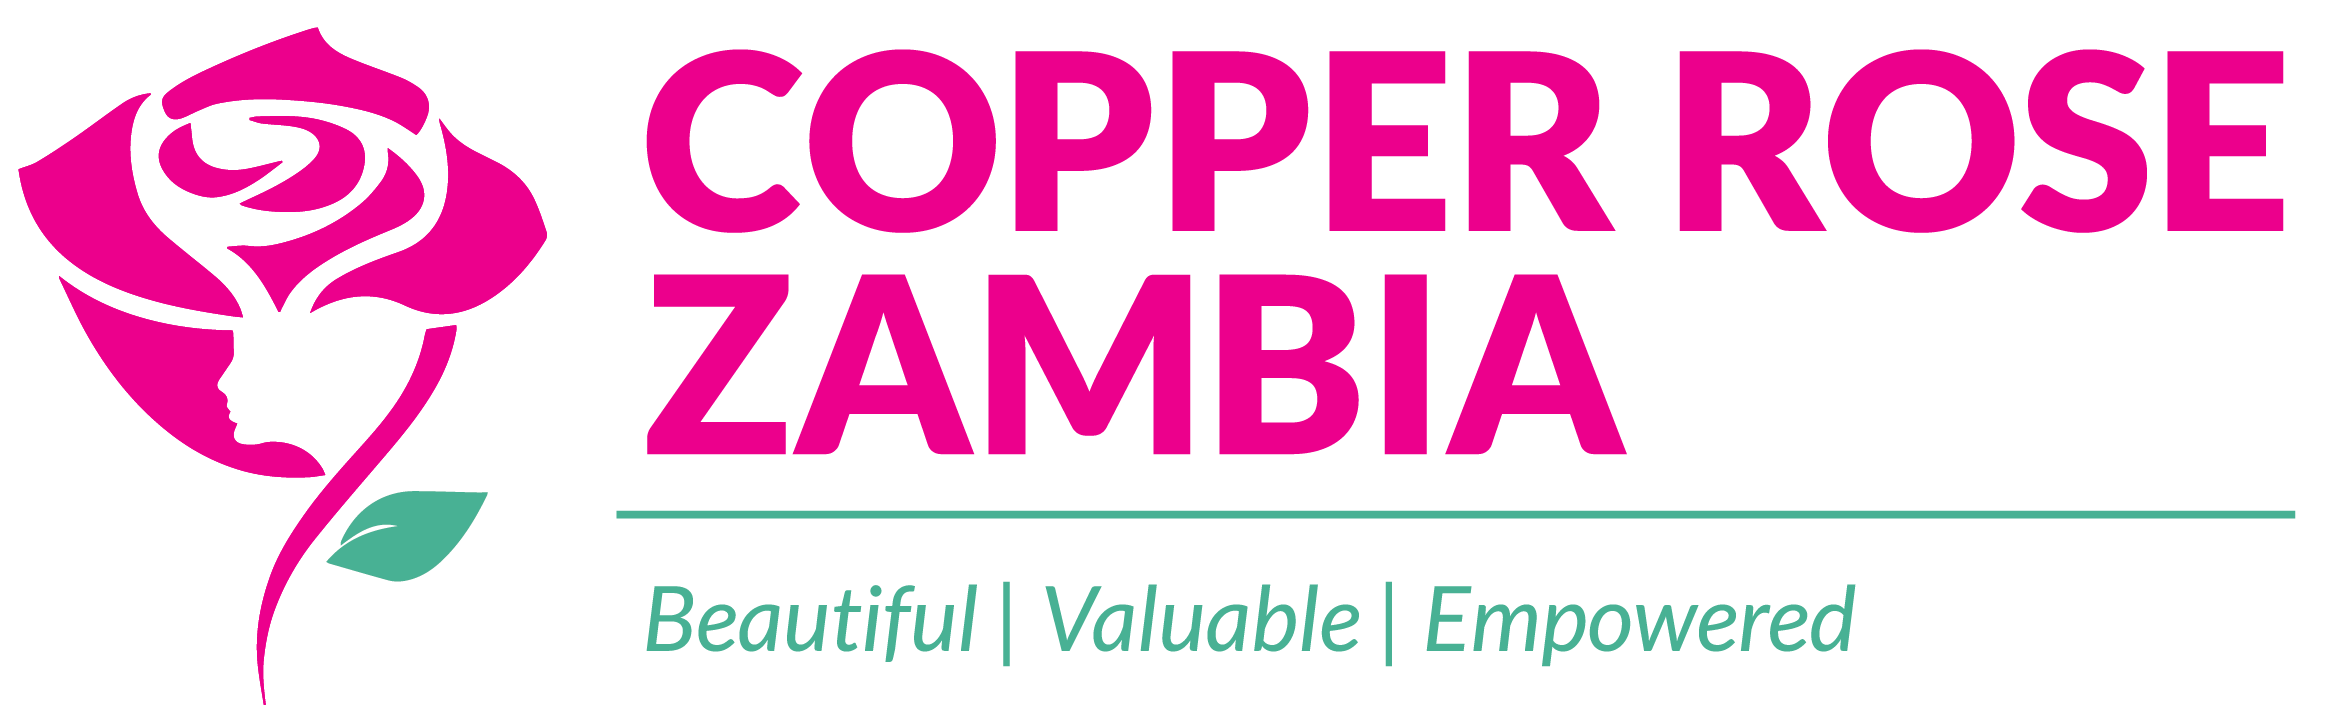 COPPER ROSE
ZAMBIA
Beautiful | Valuable | Empowered